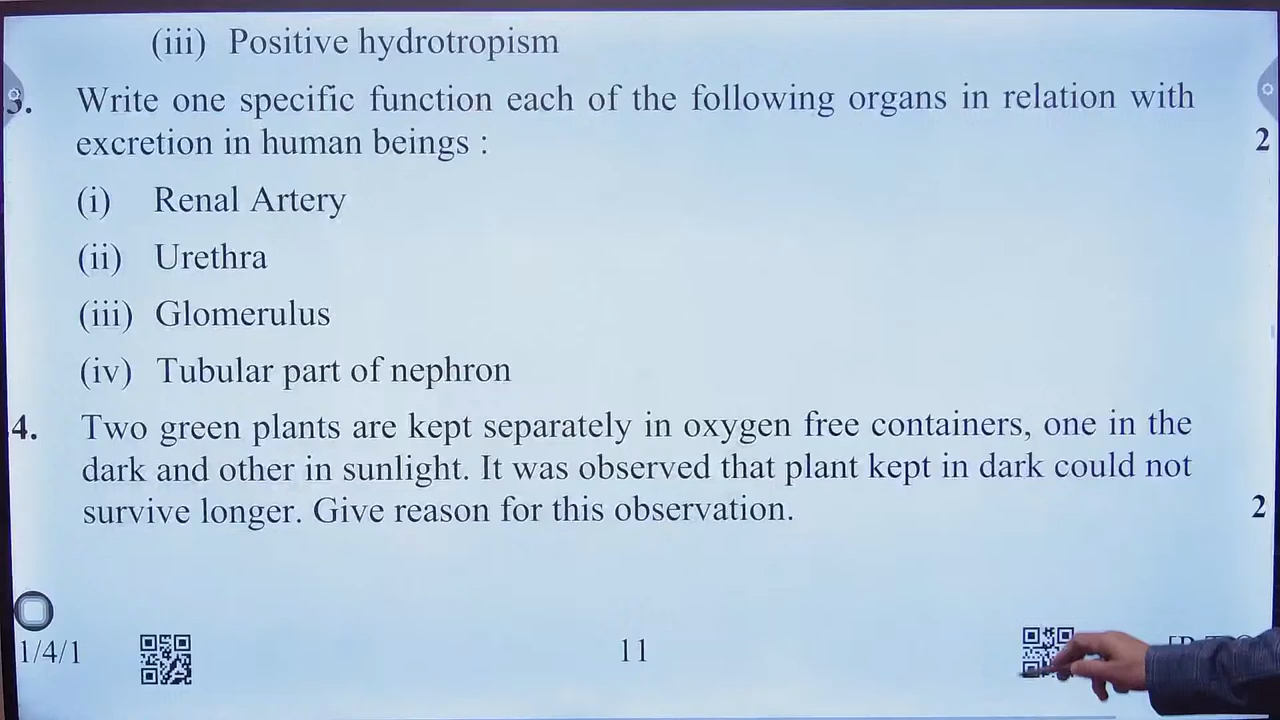 (iii) Positive hydrotropism
3. Write one specific function each of the following organs in relation with
excretion in human beings : 2
(i) Renal Artery
(ii) Urethra
(iii) Glomerulus
(iv) Tubular part of nephron
4. Two green plants are kept separately in oxygen free containers, one in the
dark and other in sunlight. It was observed that plant kept in dark could not
survive longer. Give reason for this observation. 2
1/4/1 11